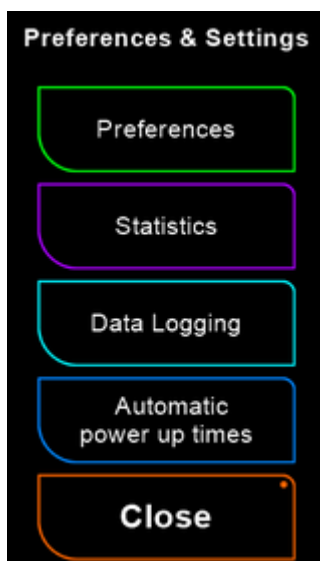 Preferences & Settings
Preferences
Statistics
Data Logging
Automatic
power up times
Close